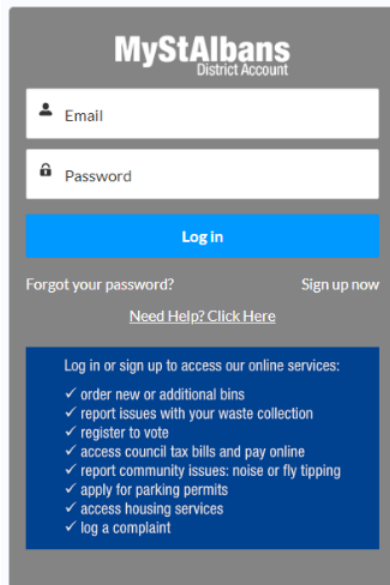 MyStAlbans
District Account
Email
Password
Log in
Forgot your password? Sign up now
Need Help? Click Here
Log in or sign up to access our online services:
✓ order new or additional bins
✓ report issues with your waste collection
✓ register to vote
✓ access council tax bills and pay online
✓ report community issues: noise or fly tipping
✓ apply for parking permits
✓ access housing services
✓ log a complaint